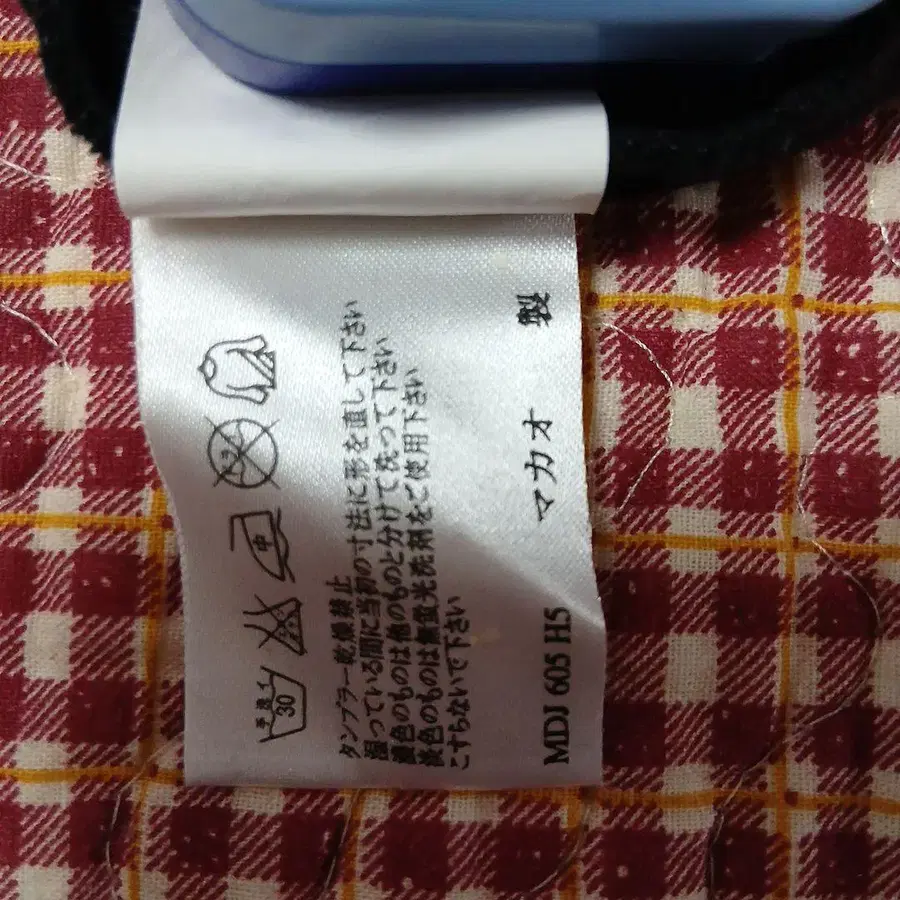 手洗イ
30
中
タンブラー乾燥禁止
湿っている間に当初の寸法に形を直して下さい
濃色のものは他のものと分けて洗って下さい
淡色のものは無蛍光洗剤をご使用下さい
こすらないで下さい
MDJ 605 H5 マカオ 製